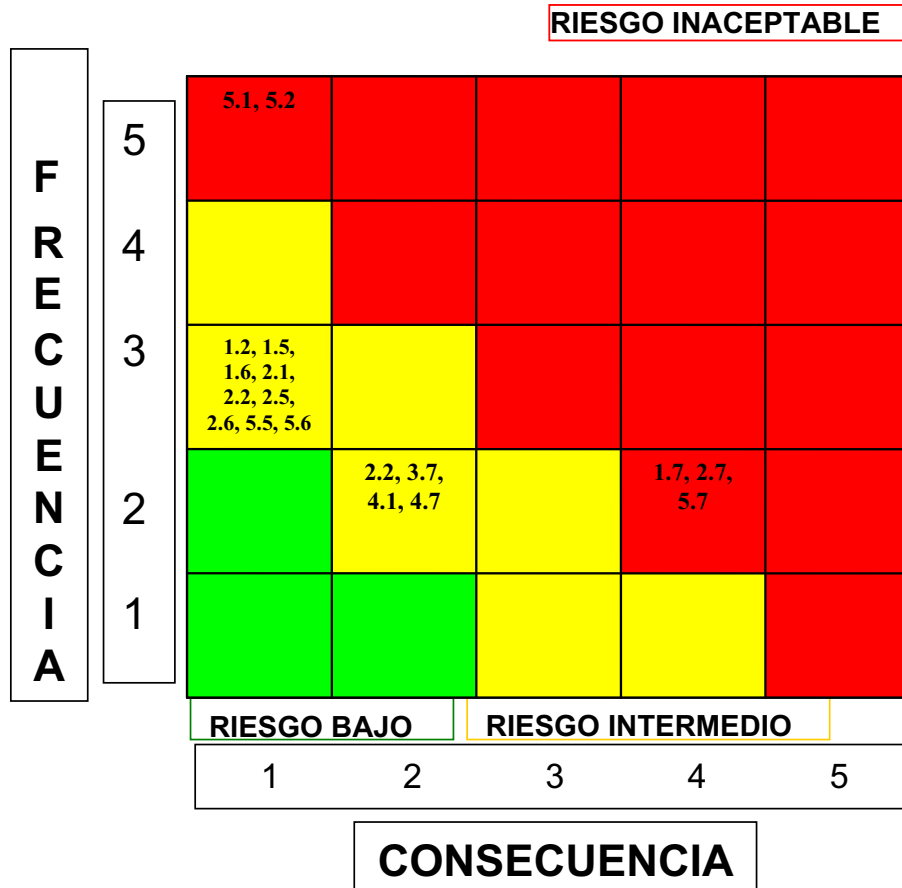 RIESGO INACEPTABLE
FRECUENCIA
5
5.1, 5.2
4
3
1.2, 1.5,
1.6, 2.1,
2.2, 2.5,
2.6, 5.5, 5.6
2
2.2, 3.7,
4.1, 4.7
1.7, 2.7,
5.7
1
RIESGO BAJO
RIESGO INTERMEDIO
1 2 3 4 5
CONSECUENCIA